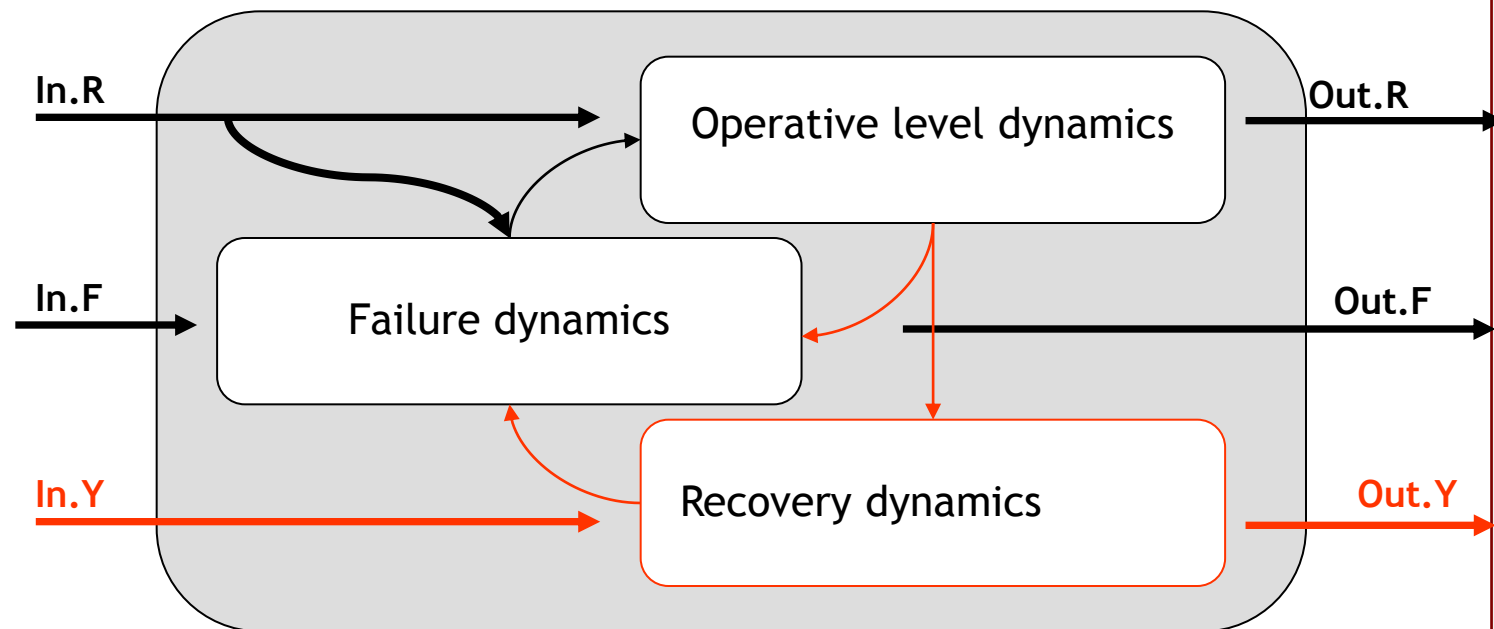 In.R
Operative level dynamics
Out.R
In.F
Failure dynamics
Out.F
In.Y
Recovery dynamics
Out.Y